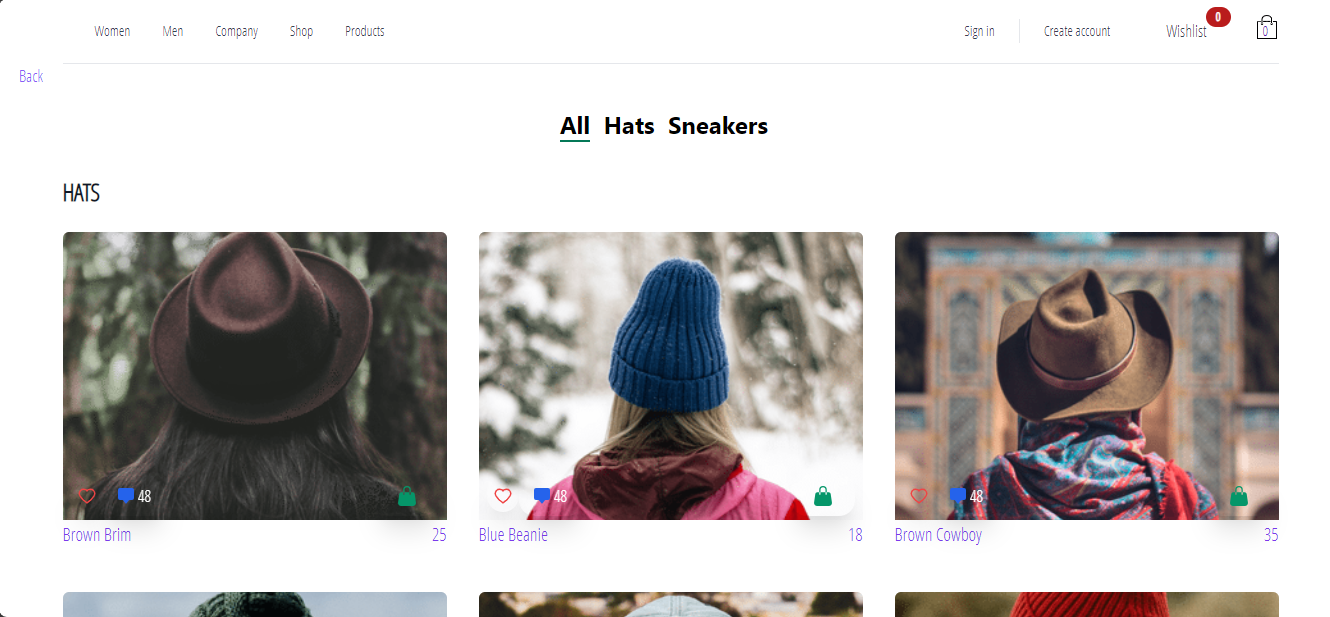 Women Men Company Shop Products Sign in Create account Wishlist 0 0
Back
All Hats Sneakers
HATS
48 48 48
Brown Brim 25 Blue Beanie 18 Brown Cowboy 35